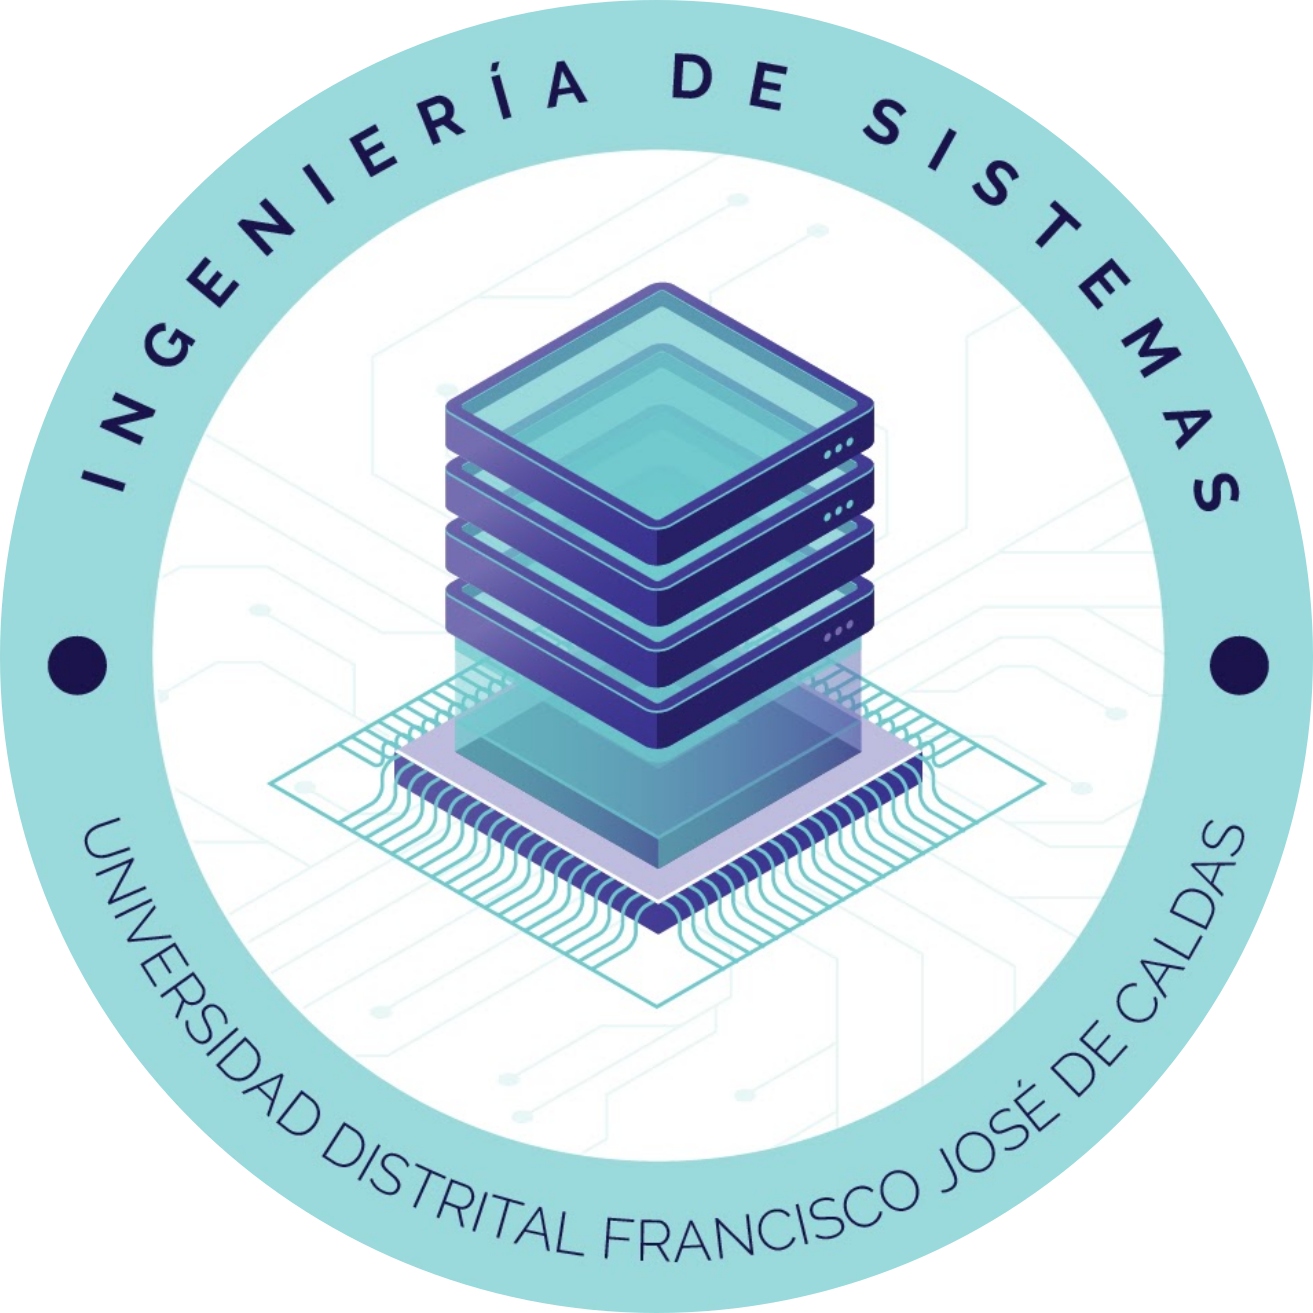 INGENIERÍA DE SISTEMAS
UNIVERSIDAD DISTRITAL FRANCISCO JOSÉ DE CALDAS